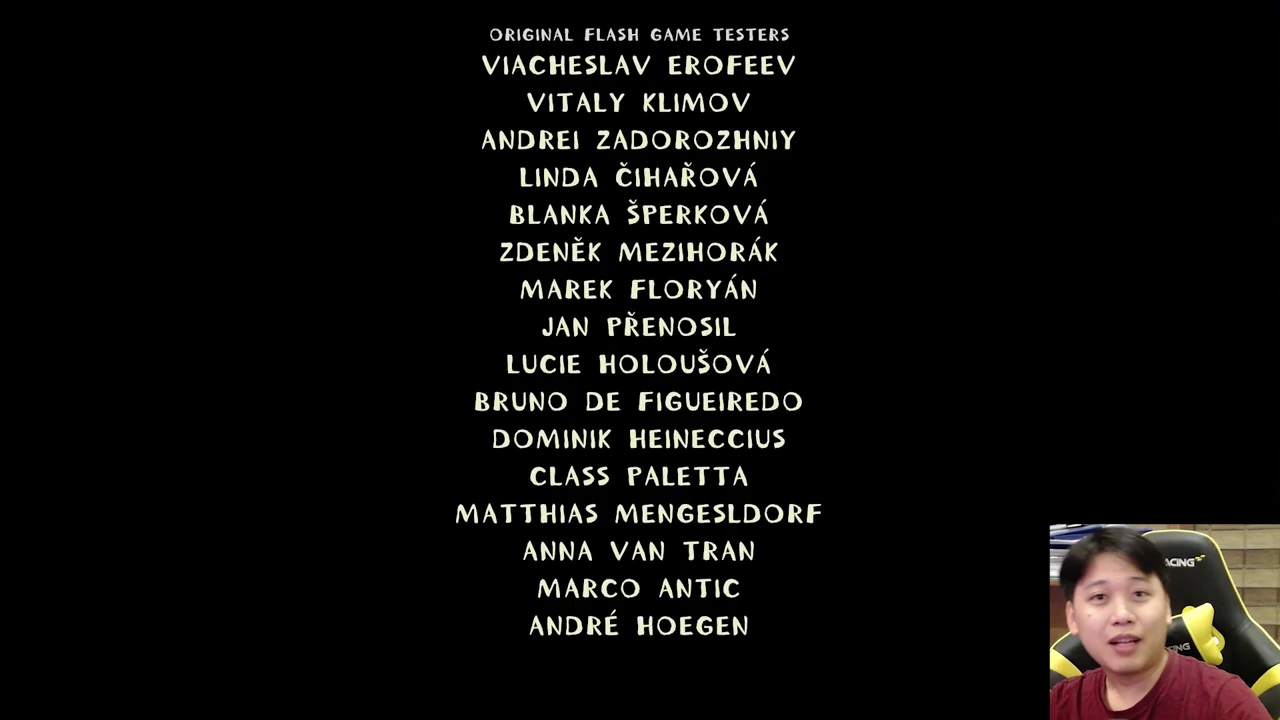 ORIGINAL FLASH GAME TESTERS
VIACHESLAV EROFEEV
VITALY KLIMOV
ANDREI ZADOROZHNIY
LINDA ČIHAŘOVÁ
BLANKA ŠPERKOVÁ
ZDENĚK MEZIHORÁK
MAREK FLORYÁN
JAN PŘENOSIL
LUCIE HOLOUŠOVÁ
BRUNO DE FIGUEIREDO
DOMINIK HEINECCIUS
CLASS PALETTA
MATTHIAS MENGESLDORF
ANNA VAN TRAN
MARCO ANTIC
ANDRÉ HOEGEN